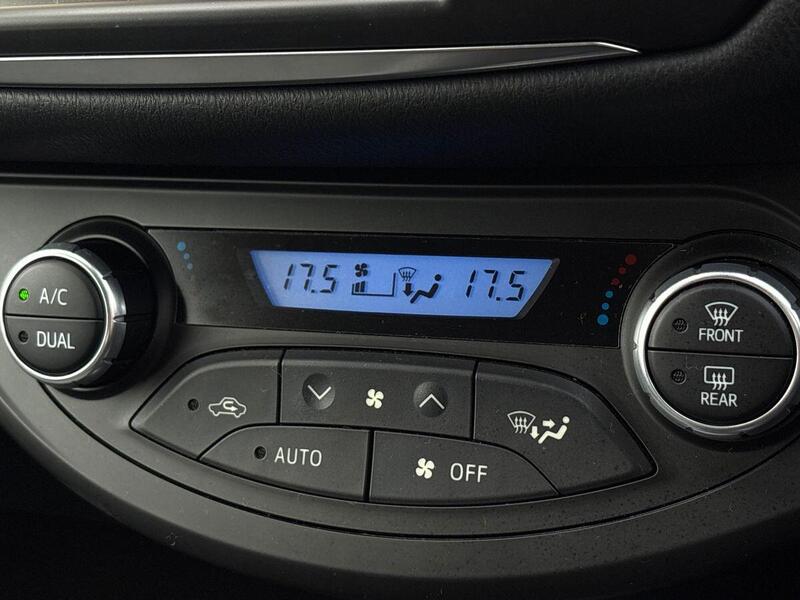 17.5 17.5
A/C
DUAL
FRONT
REAR
AUTO
OFF